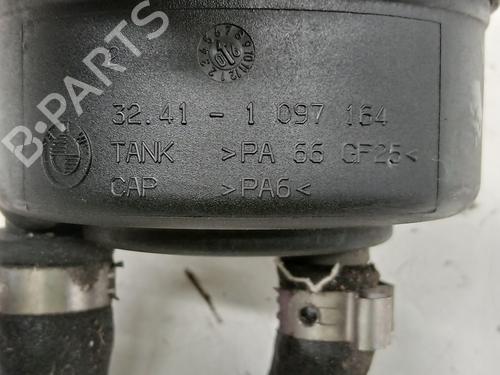 32.41 - 1 097 164
TANK >PA 66 GF25<
CAP >PA6<
B-PARTS